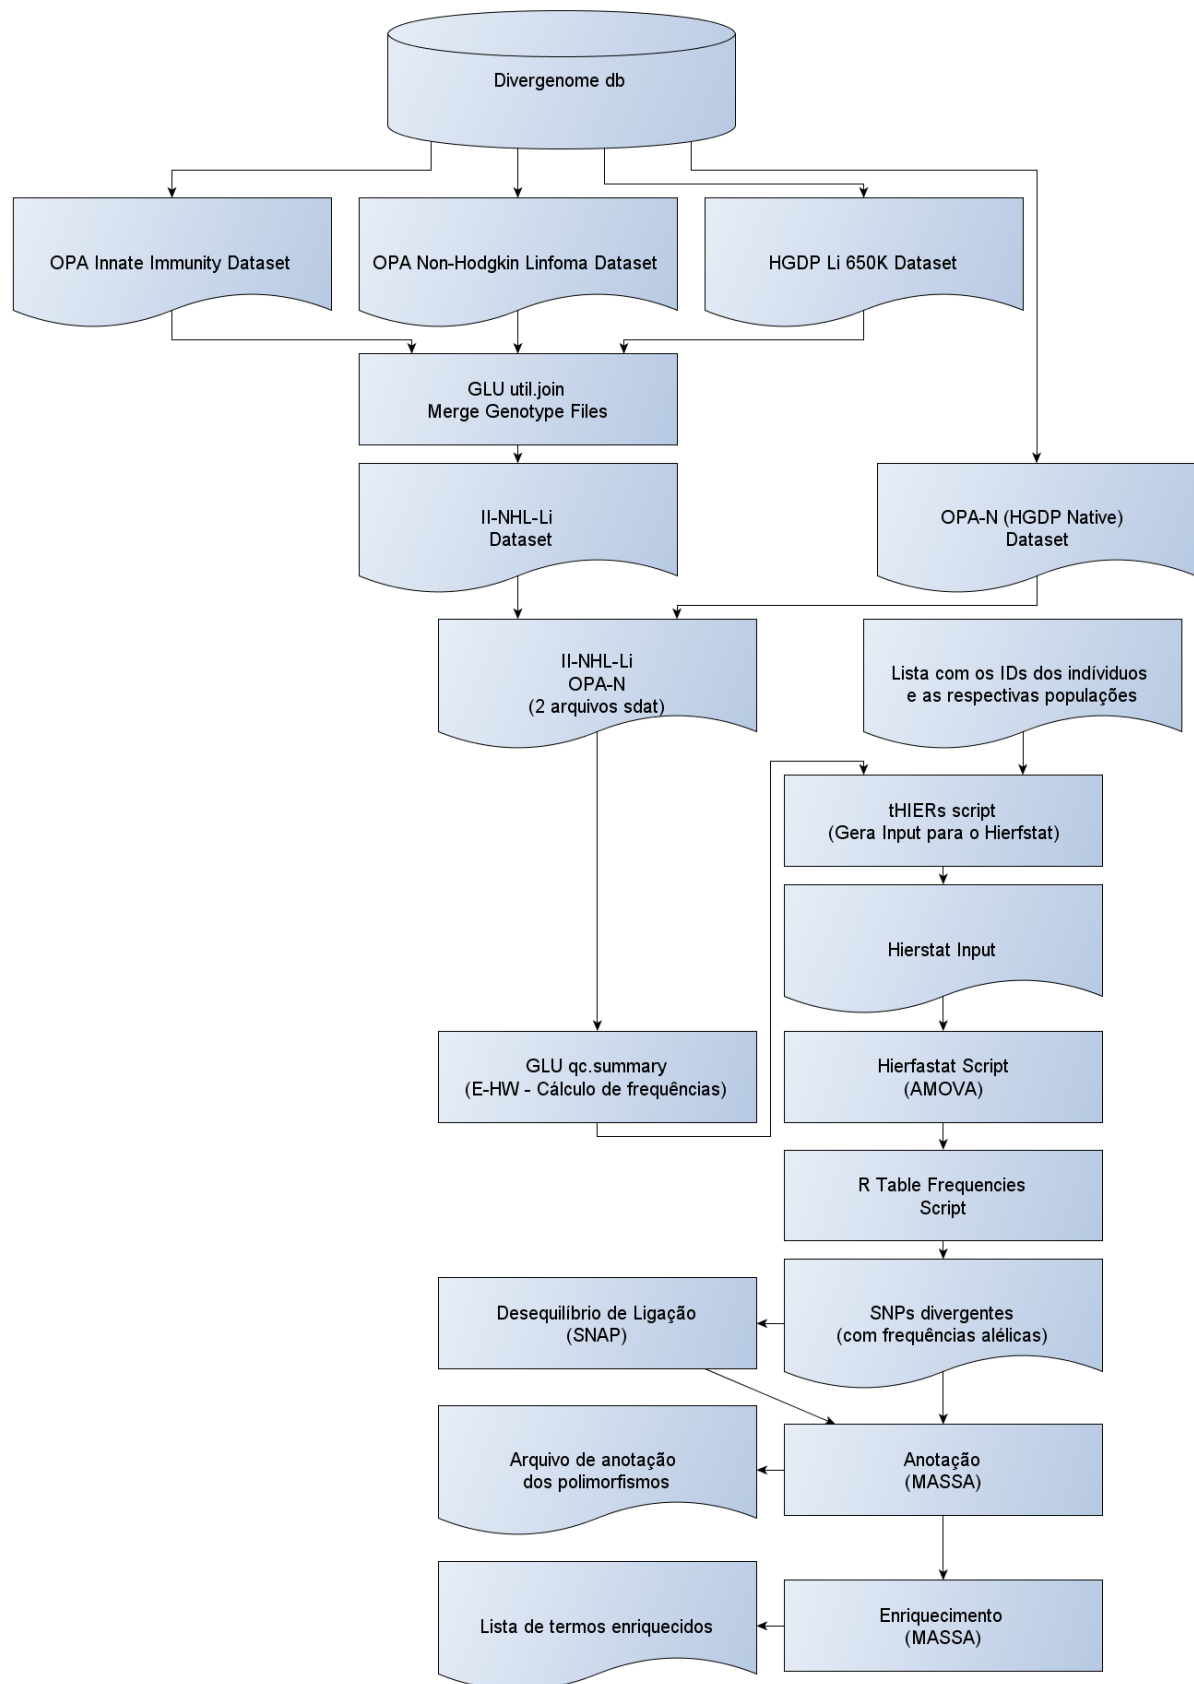 Divergenome db
OPA Innate Immunity Dataset
OPA Non-Hodgkin Linfoma Dataset
HGDP Li 650K Dataset
GLU util.join
Merge Genotype Files
II-NHL-Li
Dataset
OPA-N (HGDP Native)
Dataset
II-NHL-Li
OPA-N
(2 arquivos sdat)
Lista com os IDs dos indíviduos
e as respectivas populações
tHIERs script
(Gera Input para o Hierfstat)
Hierstat Input
GLU qc.summary
(E-HW - Cálculo de frequências)
Hierfastat Script
(AMOVA)
R Table Frequencies
Script
Desequilíbrio de Ligação
(SNAP)
SNPs divergentes
(com frequências alélicas)
Arquivo de anotação
dos polimorfismos
Anotação
(MASSA)
Lista de termos enriquecidos
Enriquecimento
(MASSA)